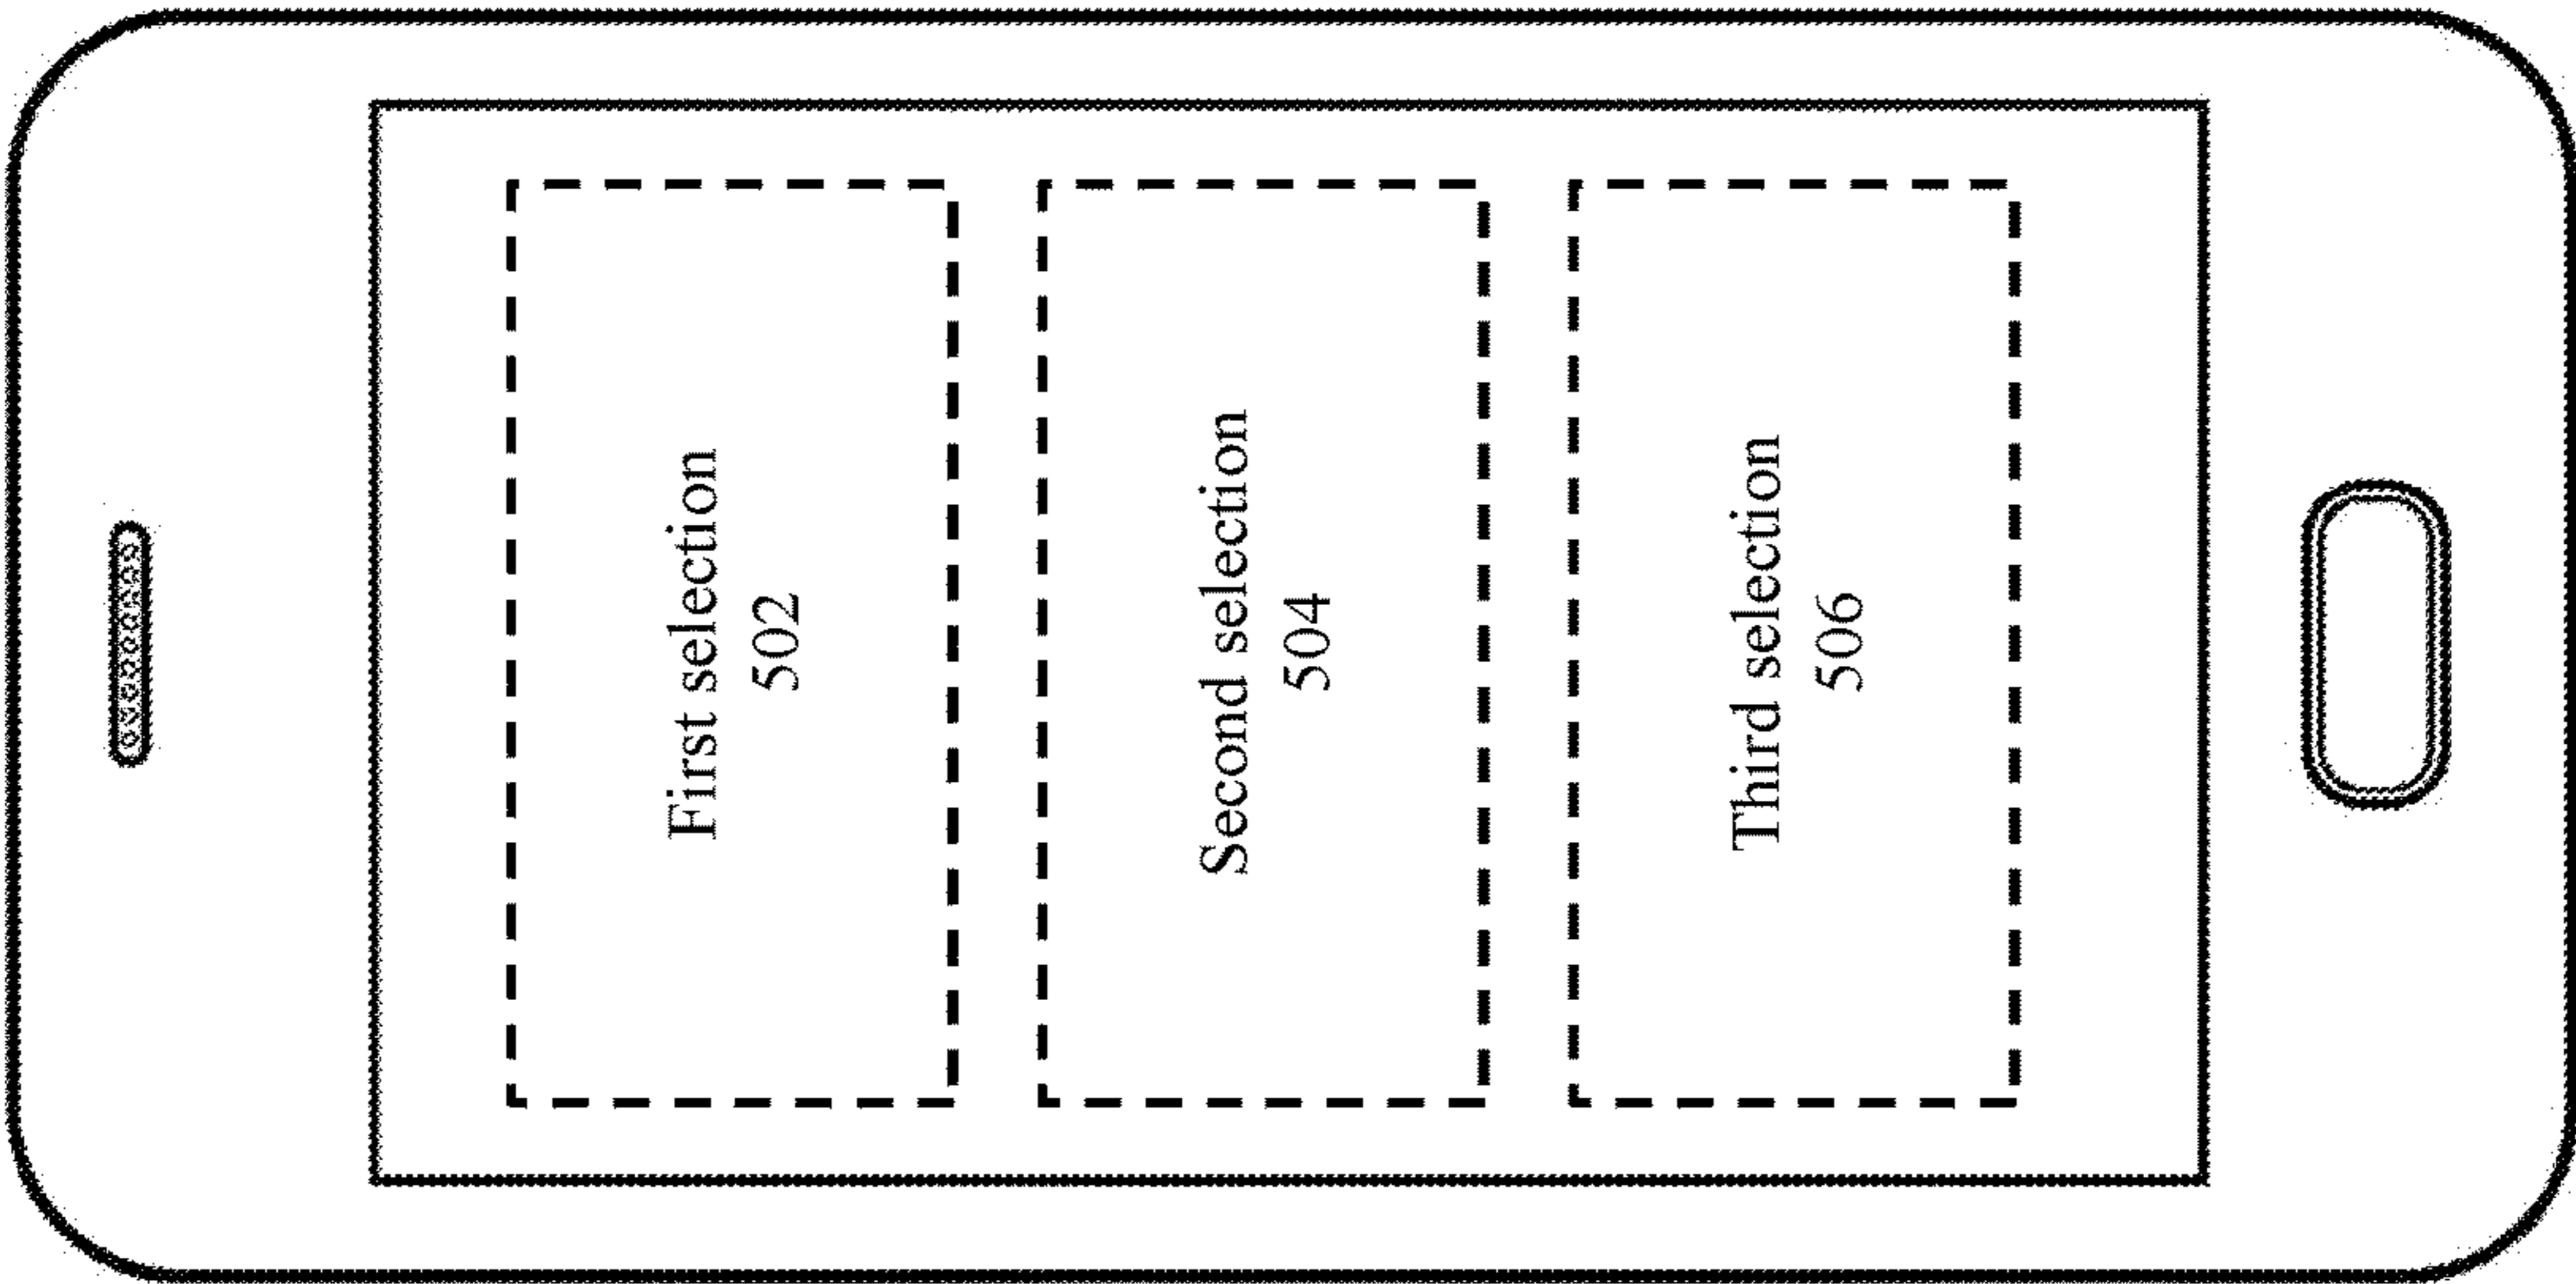 First selection
502
Second selection
504
Third selection
506